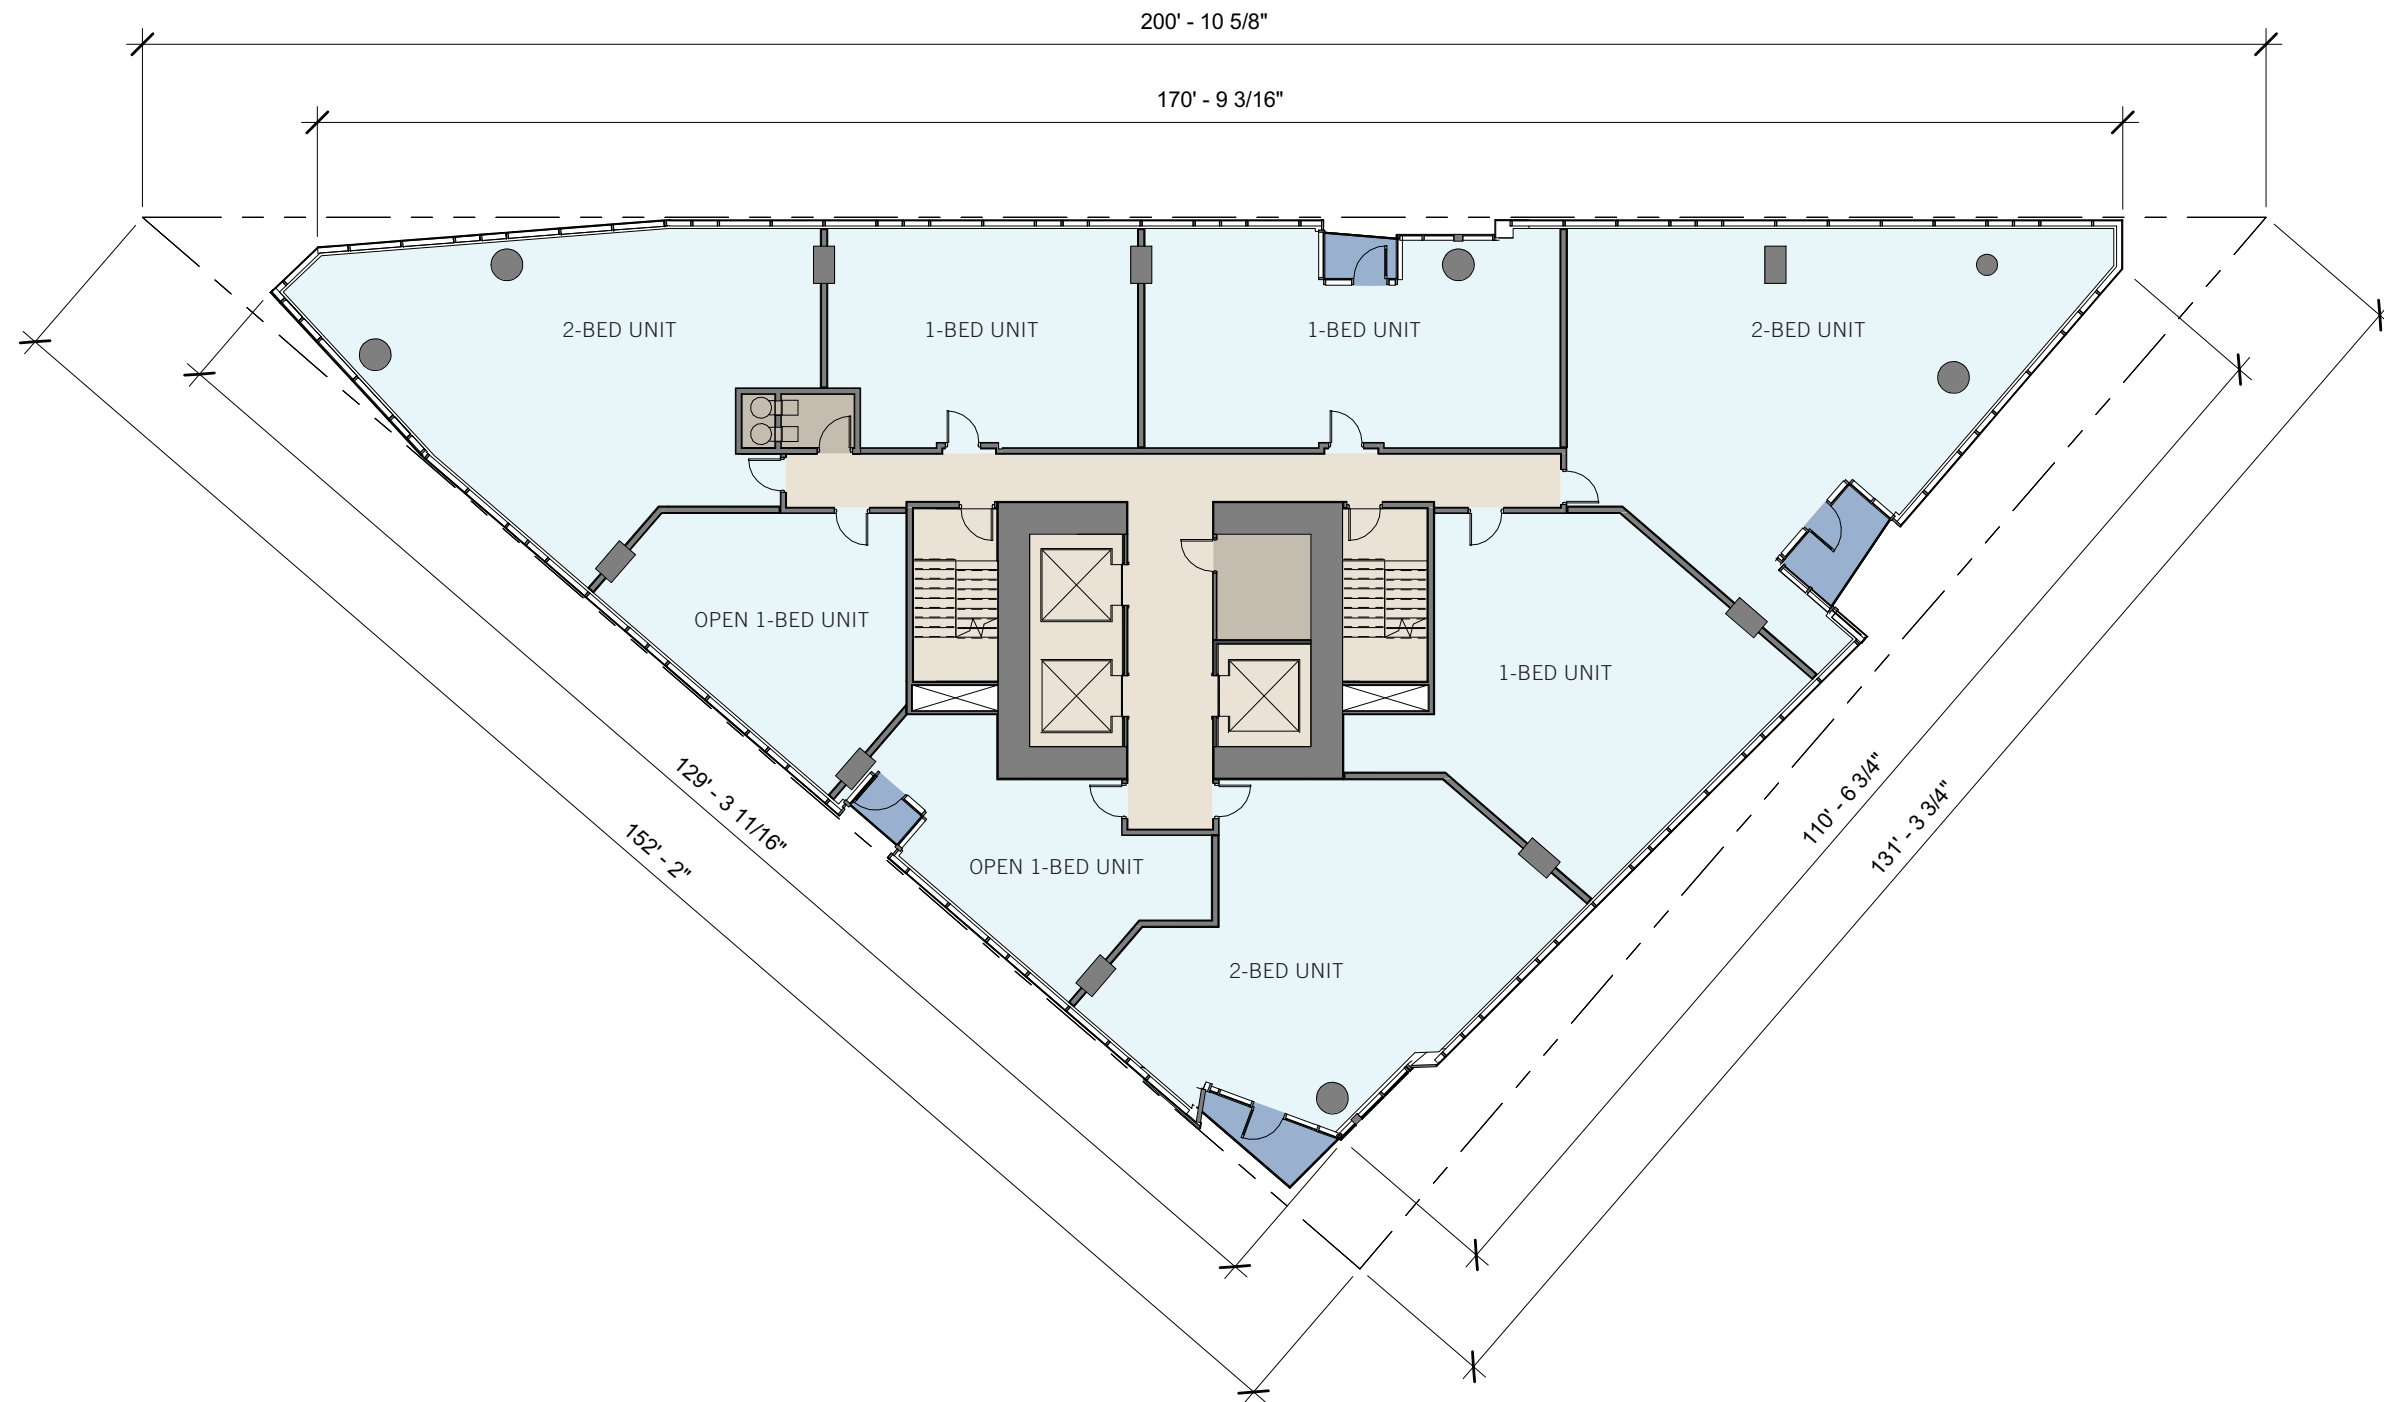 200' - 10 5/8"
170' - 9 3/16"
2-BED UNIT
1-BED UNIT
1-BED UNIT
2-BED UNIT
OPEN 1-BED UNIT
1-BED UNIT
129' - 3 11/16"
152' - 2"
110' - 6 3/4"
131' - 3 3/4"
OPEN 1-BED UNIT
2-BED UNIT